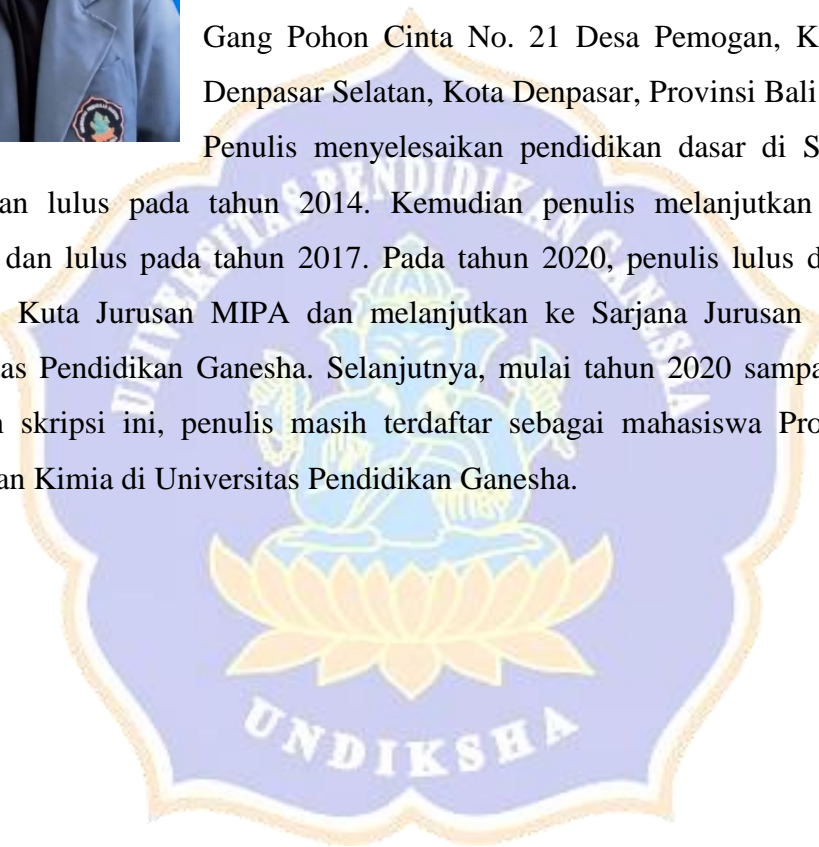 Gang Pohon Cinta No. 21 Desa Pemogan, K
Denpasar Selatan, Kota Denpasar, Provinsi Bali
Penulis menyelesaikan pendidikan dasar di S
an lulus pada tahun 2014. Kemudian penulis melanjutkan
dan lulus pada tahun 2017. Pada tahun 2020, penulis lulus d
Kuta Jurusan MIPA dan melanjutkan ke Sarjana Jurusan
as Pendidikan Ganesha. Selanjutnya, mulai tahun 2020 sampa
skripsi ini, penulis masih terdaftar sebagai mahasiswa Pro
an Kimia di Universitas Pendidikan Ganesha.
UNIVERSITAS PENDIDIKAN GANESHA
UNDIKSHA